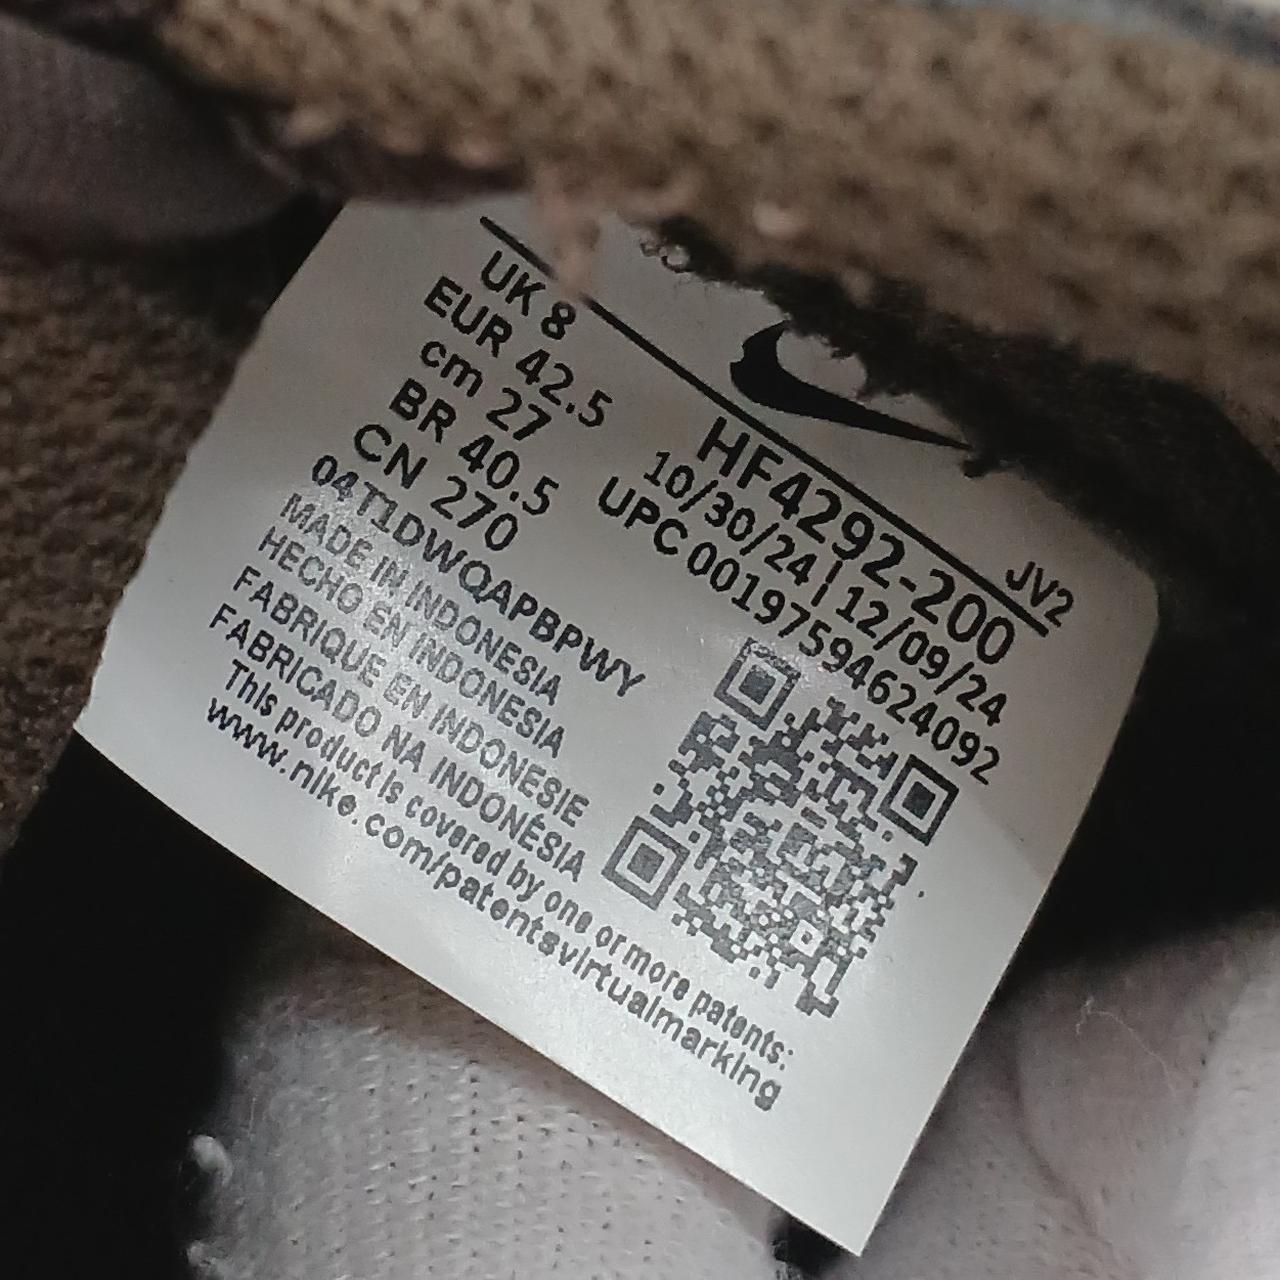 UK 8
EUR 42.5
cm 27
BR 40.5
CN 270
04T1DWQAPBPWY
MADE IN INDONESIA
HECHO EN INDONESIA
FABRIQUE EN INDONESIE
FABRICADO NA INDONÉSIA
This product is covered by one or more patents:
www.nike.com/patentsvirtualmarking
JV2
HF4292-200
10/30/24 | 12/09/24
UPC 00197594624092